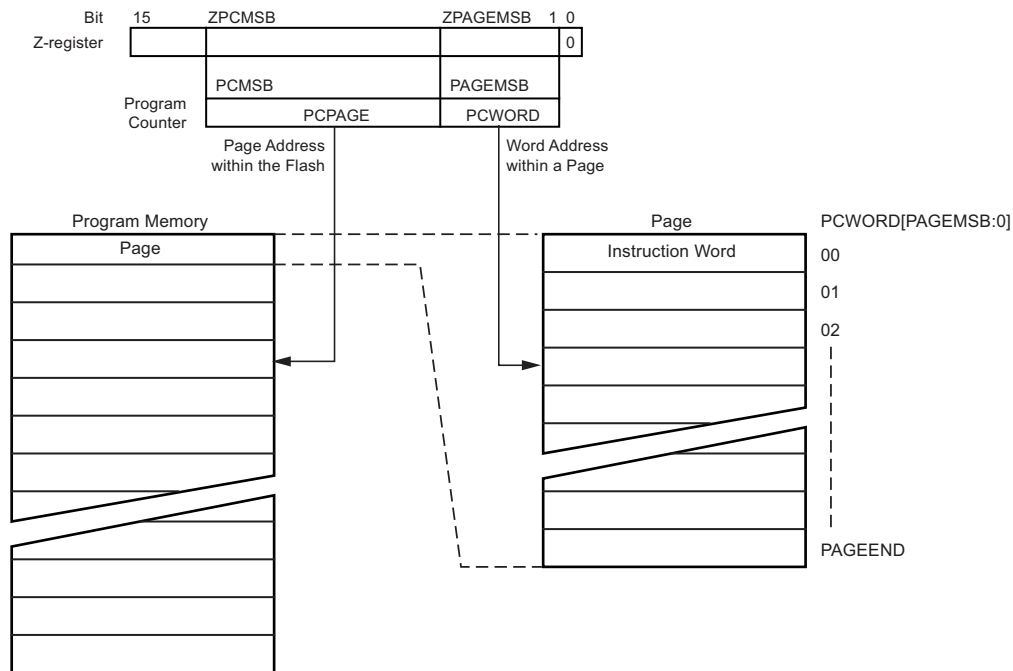 Bit 15 ZPCMSB ZPAGEMSB 1 0
Z-register 0
PCMSB PAGEMSB
Program
Counter
PCPAGE PCWORD
Page Address
within the Flash
Word Address
within a Page
Program Memory
Page
Page PCWORD[PAGEMSB:0]
Instruction Word 00
01
02
PAGEEND